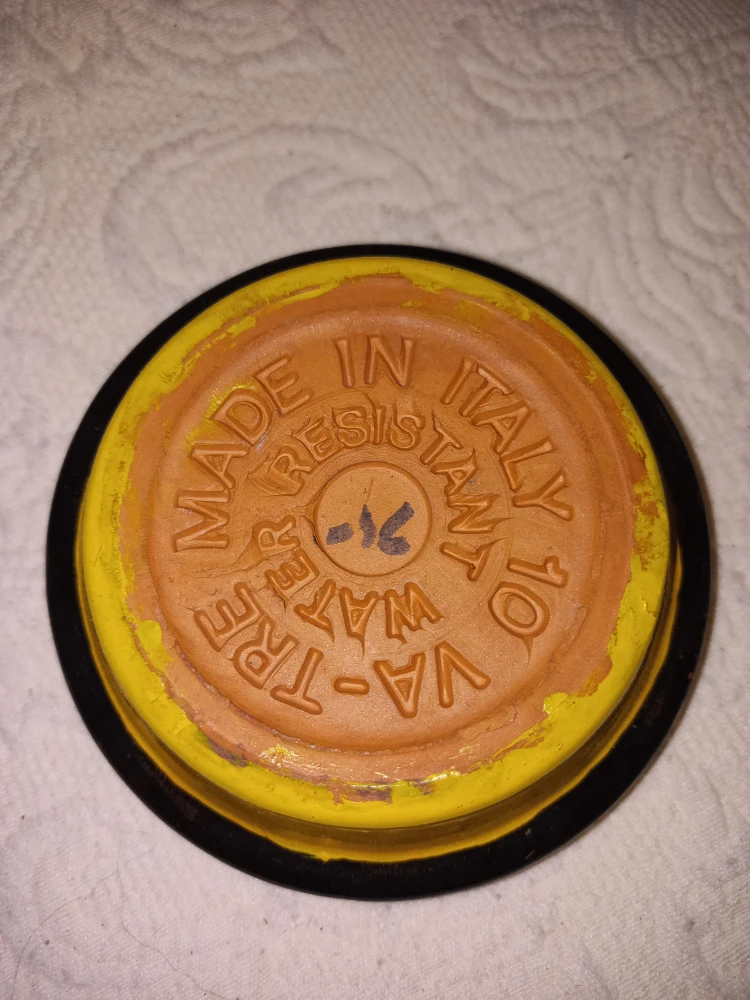 MADE IN ITALY 10 VA-TRE
WATER RESISTANT
-16